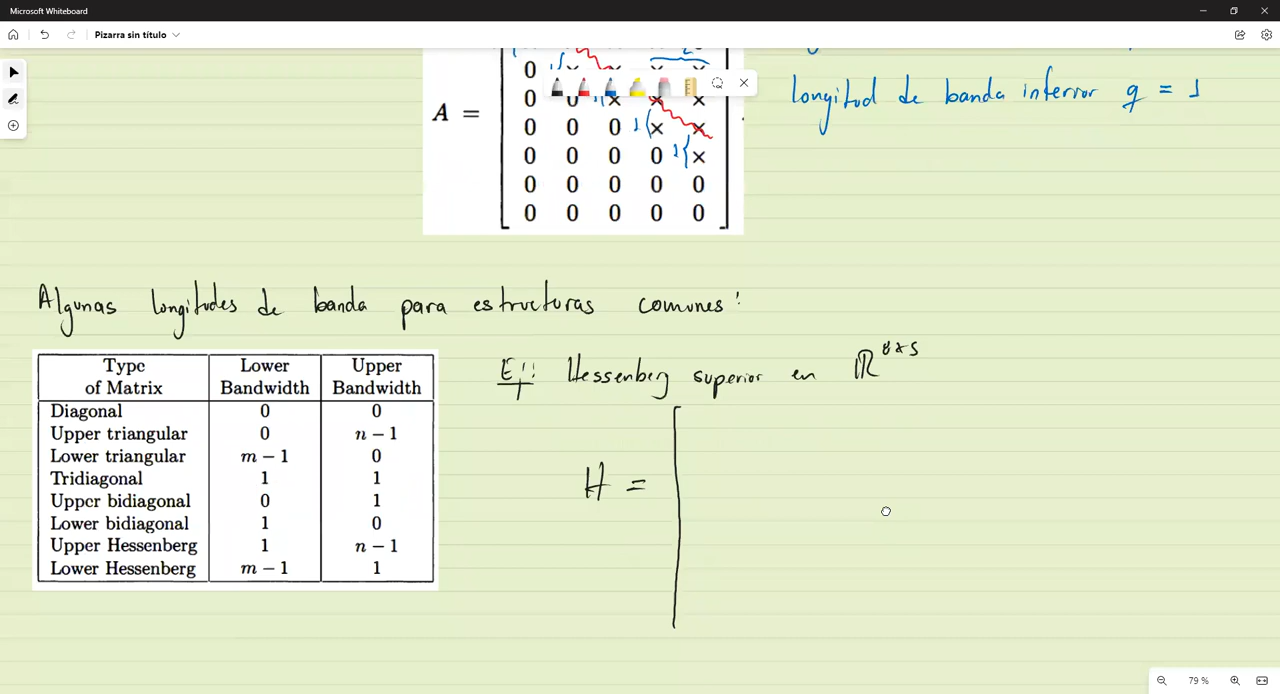 Microsoft Whiteboard
Pizarra sin título
0
0 0 1{ × × ×
A = 0 0 0 1{ × ×
0 0 0 0 1{ ×
0 0 0 0 0
0 0 0 0 0
longitud de banda inferior q = 1
Algunas longitudes de banda para estructuras comunes:
Type of Matrix Lower Bandwidth Upper Bandwidth
Diagonal 0 0
Upper triangular 0 n − 1
Lower triangular m − 1 0
Tridiagonal 1 1
Upper bidiagonal 0 1
Lower bidiagonal 1 0
Upper Hessenberg 1 n − 1
Lower Hessenberg m − 1 1
Ej: Hessenberg superior en ℝ^8×5
H = [
79 %